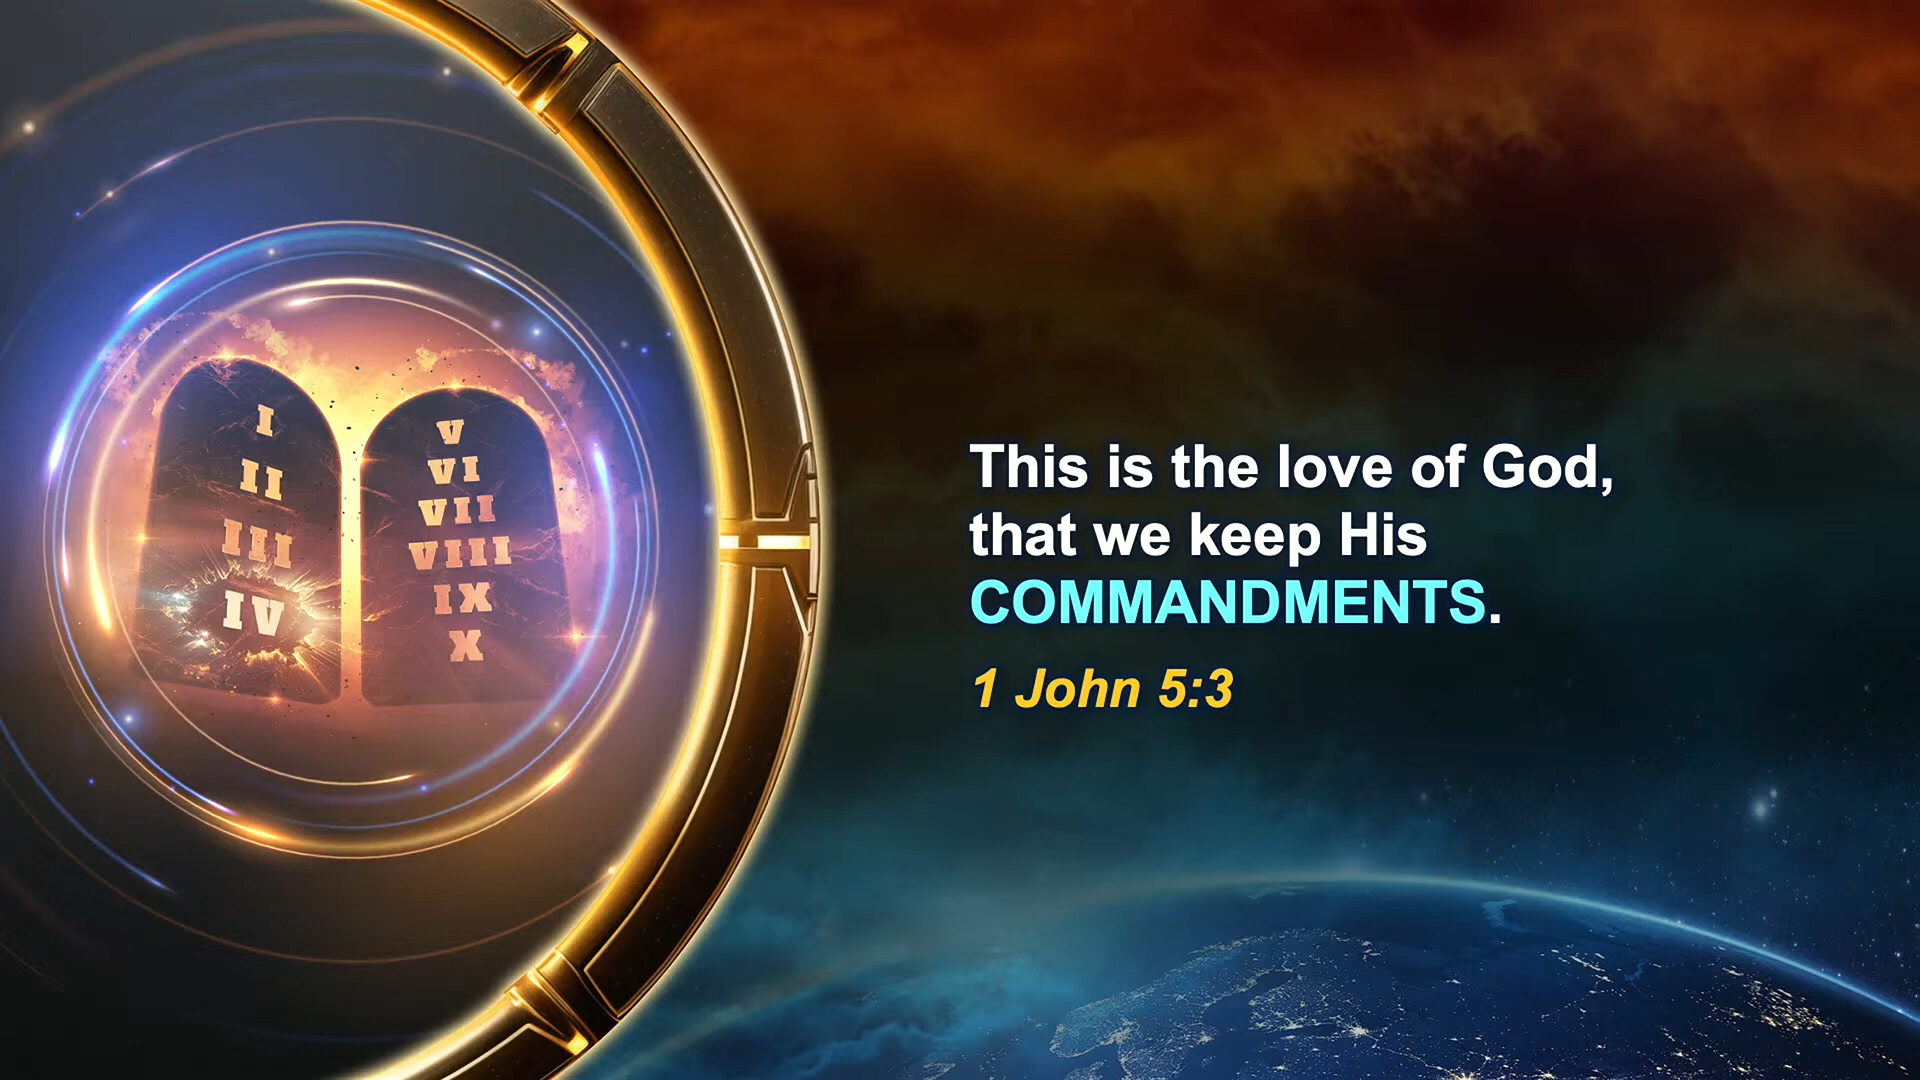 I
II
III
IV
V
VI
VII
VIII
IX
X
This is the love of God,
that we keep His
COMMANDMENTS.
1 John 5:3